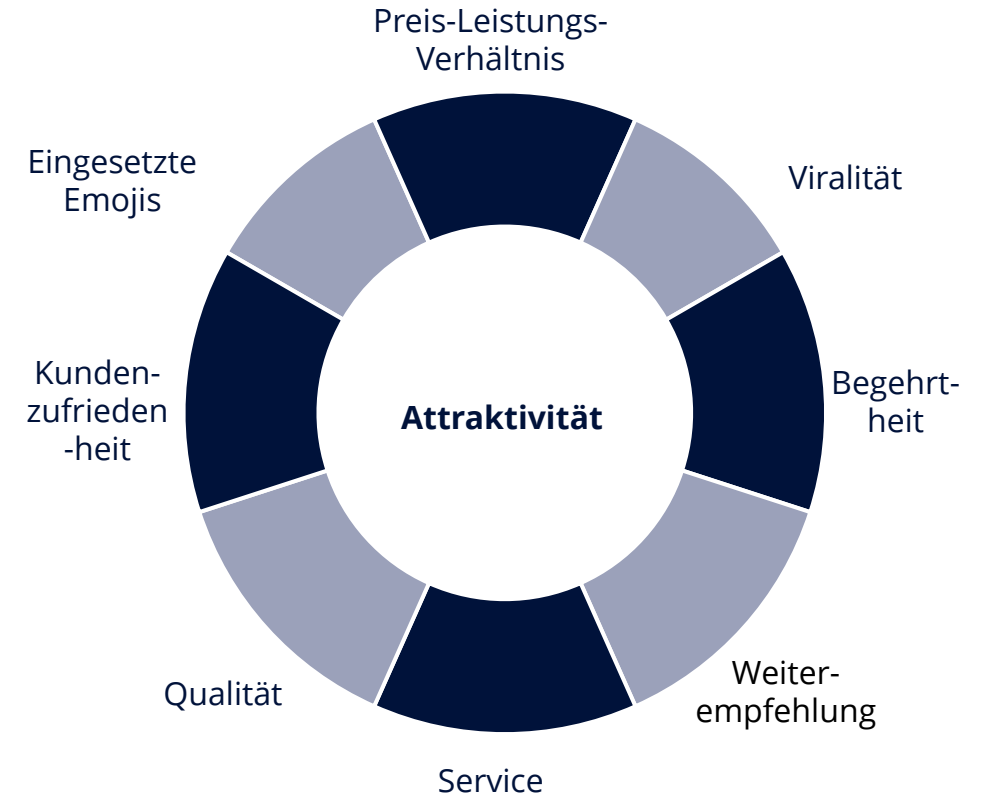 Preis-Leistungs-
Verhältnis
Eingesetzte
Emojis
Viralität
Kunden-
zufrieden
-heit
Attraktivität
Begehrt-
heit
Qualität
Weiter-
empfehlung
Service